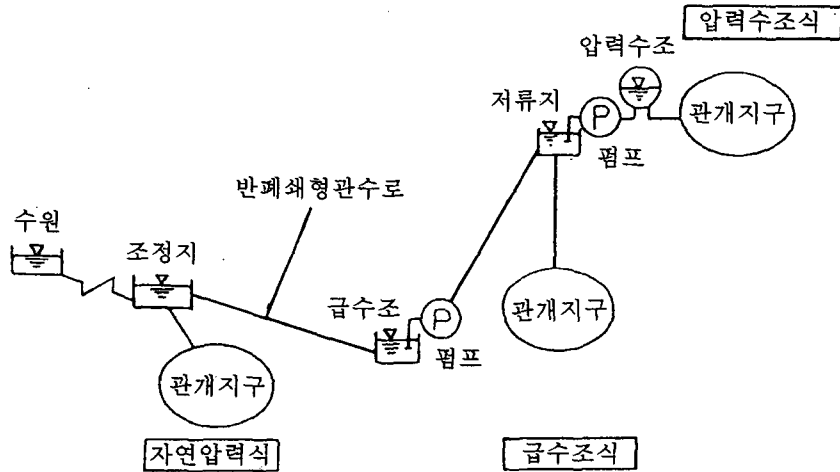 압력수조식
압력수조
저류지
P
관개지구
펌프
반폐쇄형관수로
수원
조정지
급수조
P
관개지구
펌프
관개지구
자연압력식
급수조식